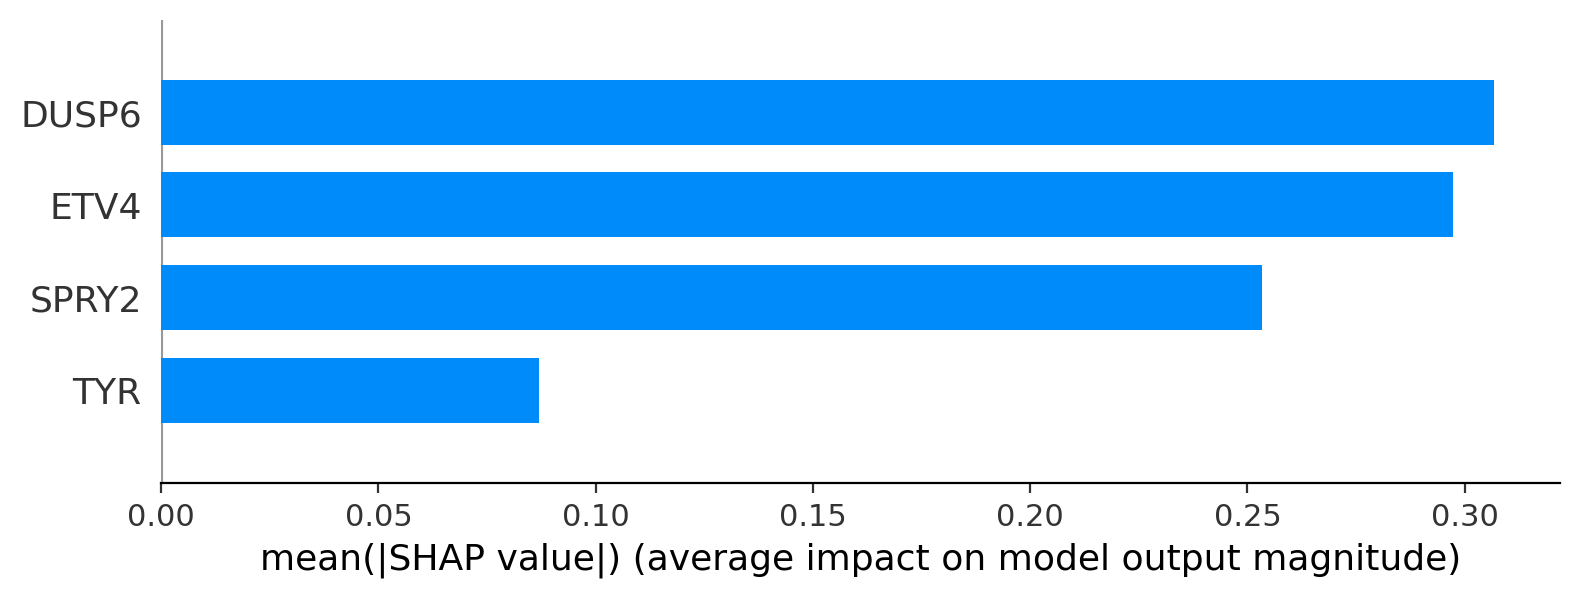 DUSP6
ETV4
SPRY2
TYR
0.00 0.05 0.10 0.15 0.20 0.25 0.30
mean(|SHAP value|) (average impact on model output magnitude)